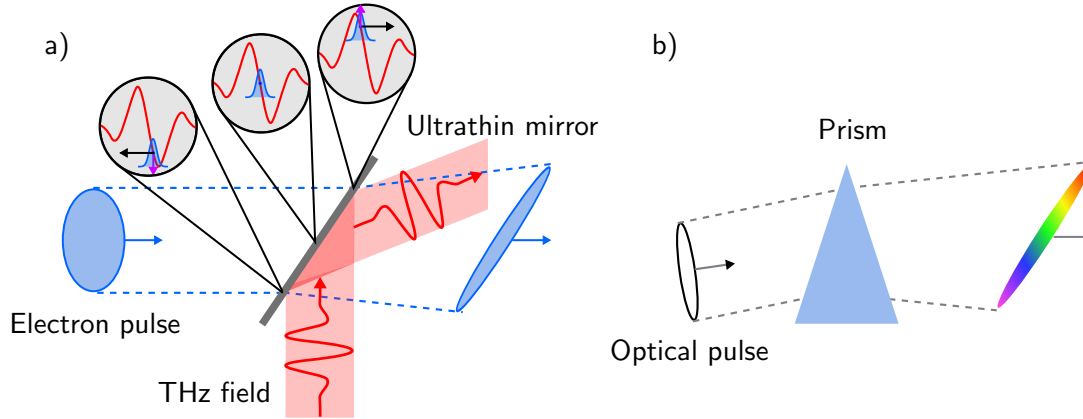 a)
Ultrathin mirror
Electron pulse
THz field
b)
Prism
Optical pulse